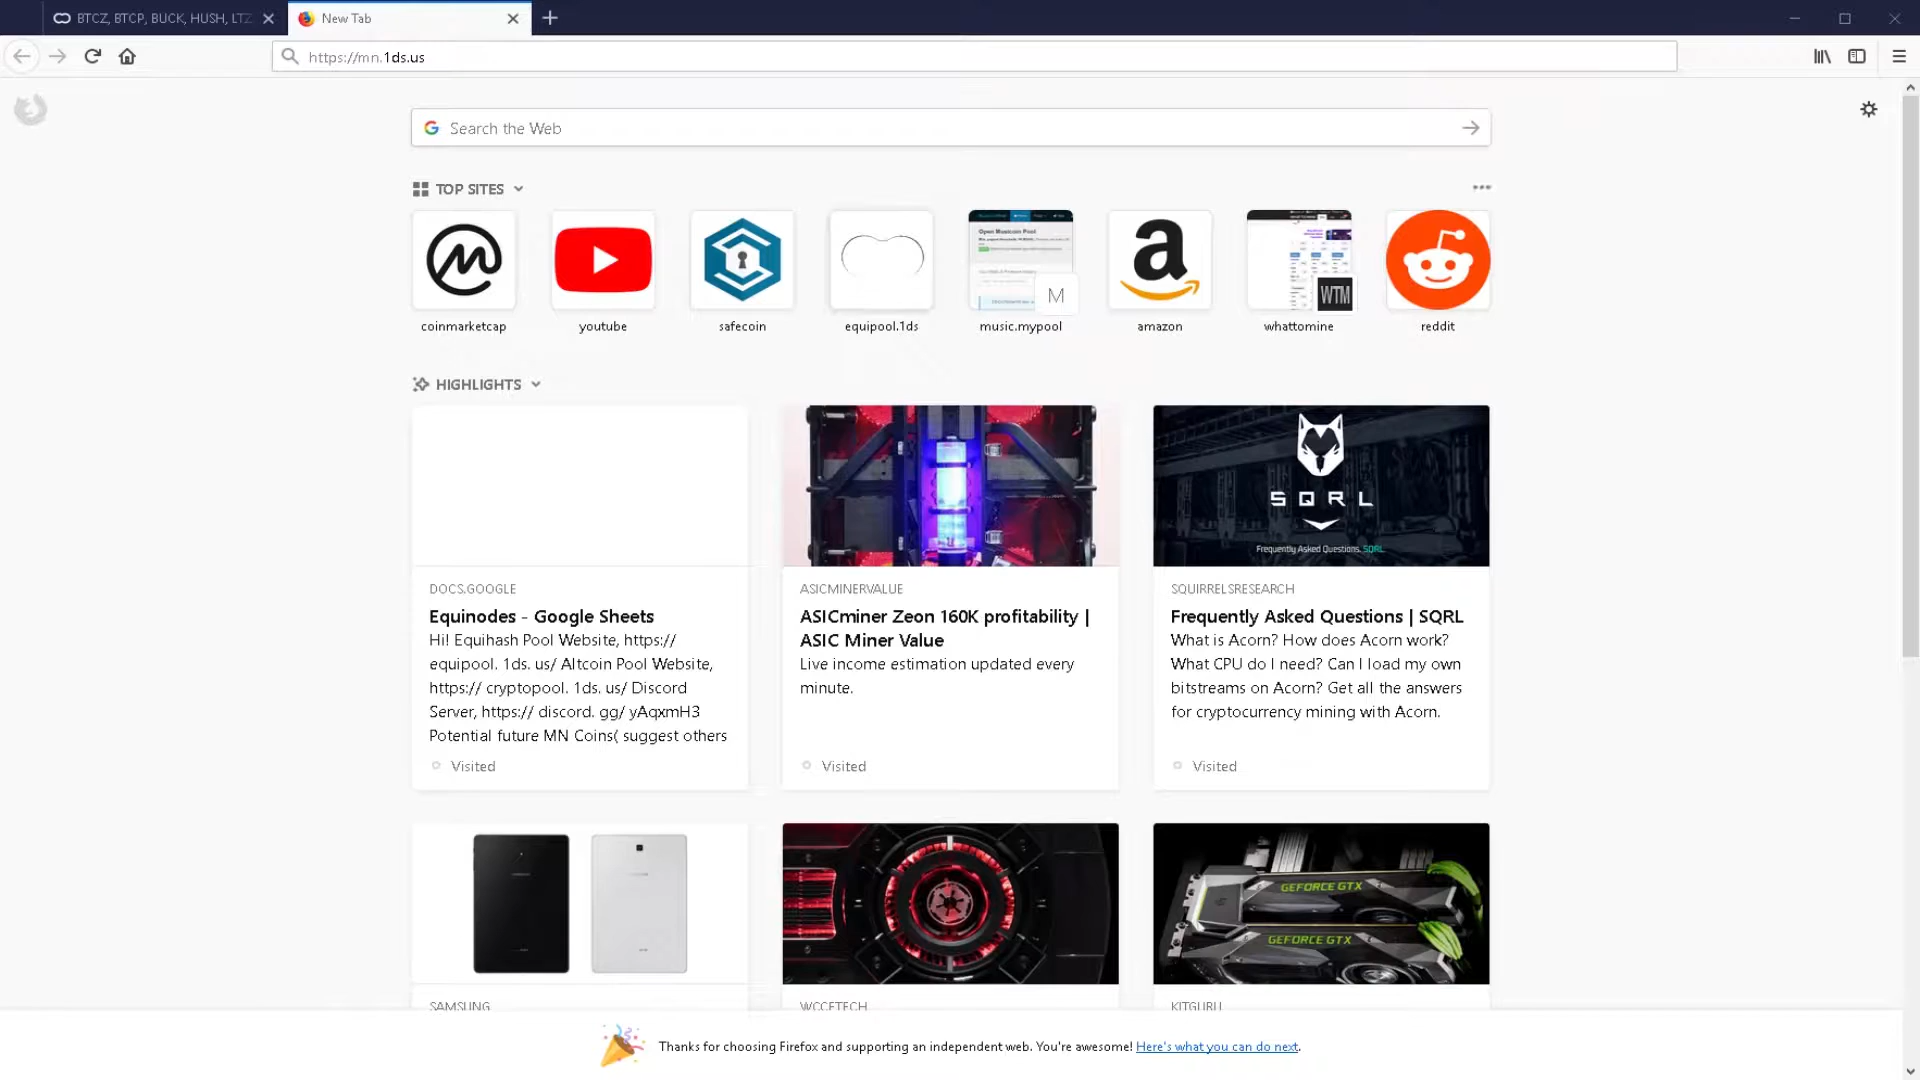 BTCZ, BTCP, BUCK, HUSH, LTZ
New Tab
https://mn.1ds.us
Search the Web
TOP SITES
M
WTM
coinmarketcap
youtube
safecoin
equipool.1ds
music.mypool
amazon
whattomine
reddit
HIGHLIGHTS
SQRL
Frequently Asked Questions. SQRL
DOCS.GOOGLE
Equinodes - Google Sheets
Hi! Equihash Pool Website, https://
equipool. 1ds. us/ Altcoin Pool Website,
https:// cryptopool. 1ds. us/ Discord
Server, https:// discord. gg/ yAqxmH3
Potential future MN Coins( suggest others
Visited
ASICMINERVALUE
ASICminer Zeon 160K profitability |
ASIC Miner Value
Live income estimation updated every
minute.
Visited
SQUIRRELSRESEARCH
Frequently Asked Questions | SQRL
What is Acorn? How does Acorn work?
What CPU do I need? Can I load my own
bitstreams on Acorn? Get all the answers
for cryptocurrency mining with Acorn.
Visited
GEFORCE GTX
GEFORCE GTX
SAMSUNG
WCCFTECH
KITGURU
Thanks for choosing Firefox and supporting an independent web. You're awesome! Here's what you can do next.